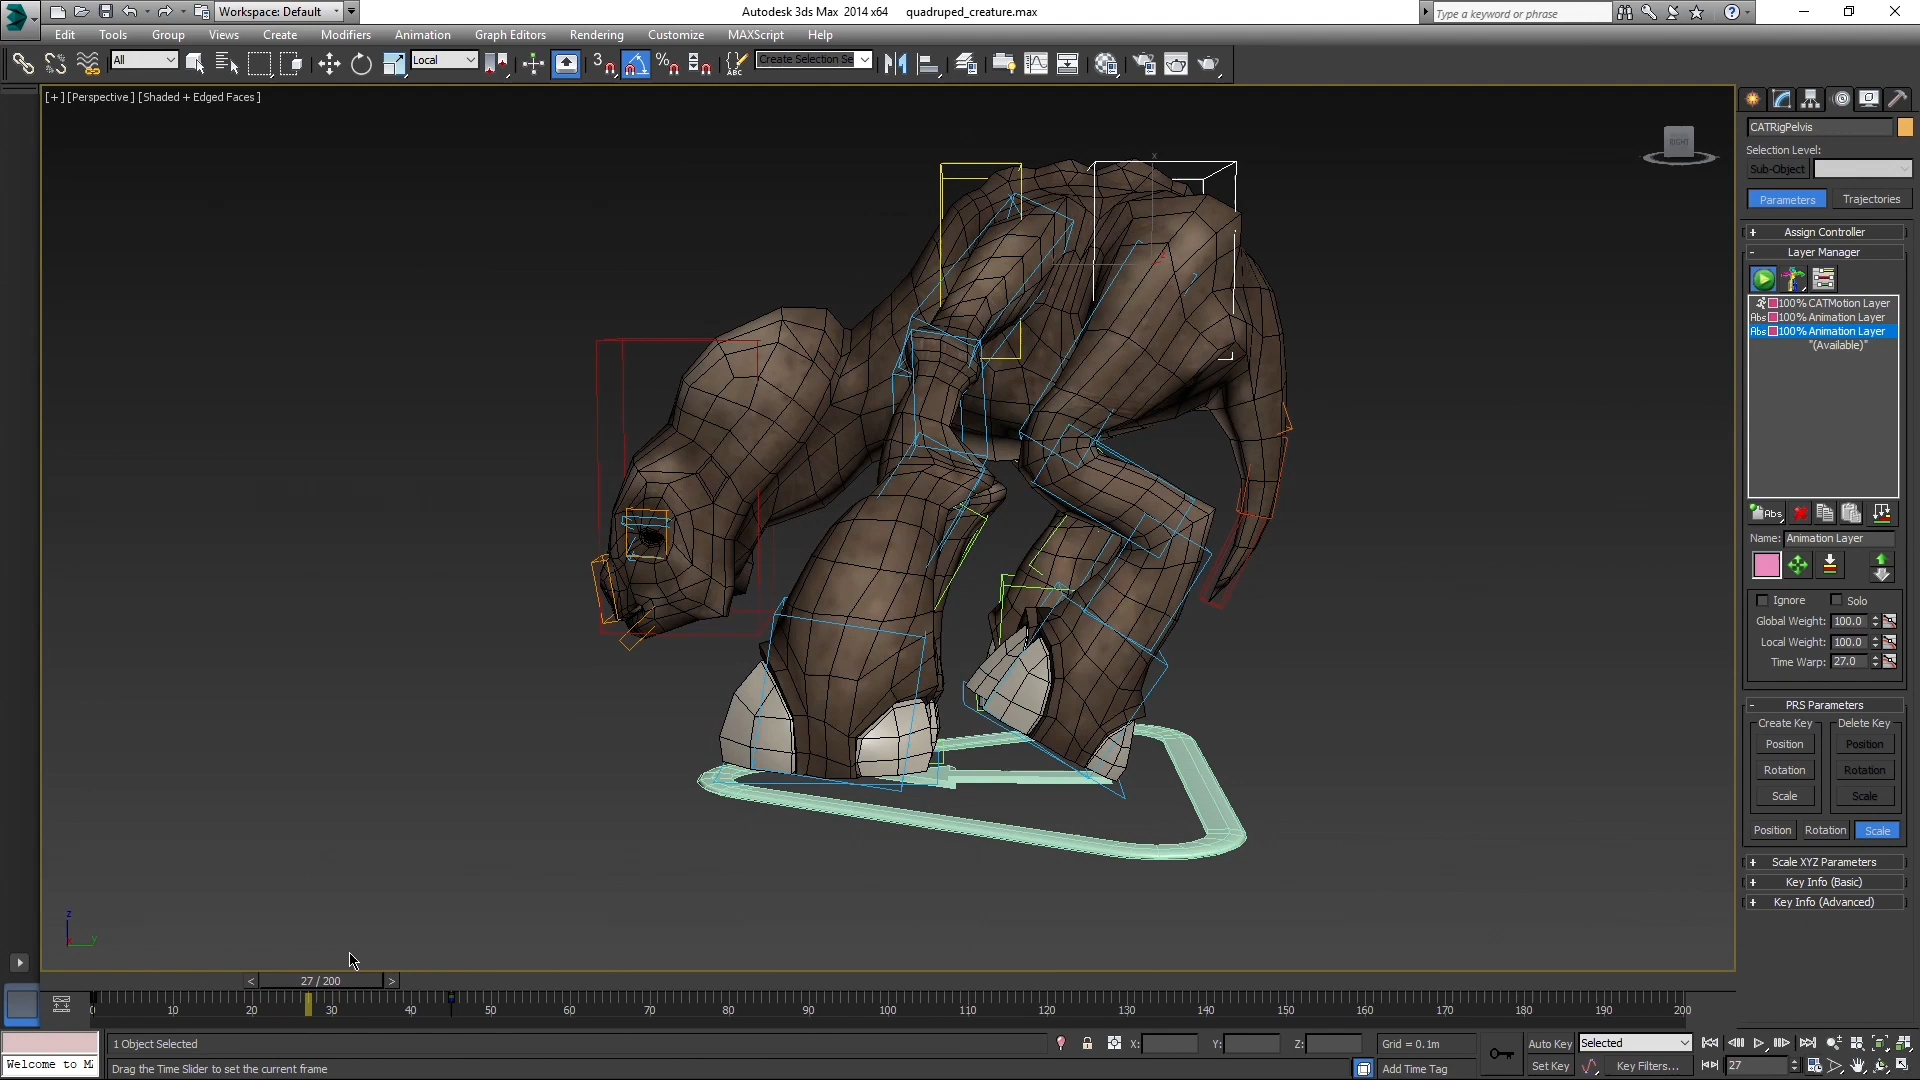 Workspace: Default
Autodesk 3ds Max 2014 x64 quadruped_creature.max
Type a keyword or phrase
Edit Tools Group Views Create Modifiers Animation Graph Editors Rendering Customize MAXScript Help
All
Local
3
%
ABC
Create Selection Se
[+] [Perspective] [Shaded + Edged Faces]
RIGHT
x
CATRigPelvis
Selection Level:
Sub-Object
Parameters Trajectories
+ Assign Controller
- Layer Manager
100% CATMotion Layer
Abs 100% Animation Layer
Abs 100% Animation Layer
"(Available)"
Abs
Name: Animation Layer
Ignore Solo
Global Weight: 100.0
Local Weight: 100.0
Time Warp: 27.0
- PRS Parameters
Create Key Delete Key
Position Position
Rotation Rotation
Scale Scale
Position Rotation Scale
+ Scale XYZ Parameters
+ Key Info (Basic)
+ Key Info (Advanced)
z
y
< 27 / 200 >
0 10 20 30 40 50 60 70 80 90 100 110 120 130 140 150 160 170 180 190 200
1 Object Selected
X: Y: Z: Grid = 0.1m
Auto Key Selected
Welcome to M
Drag the Time Slider to set the current frame
Add Time Tag
Set Key Key Filters... 27